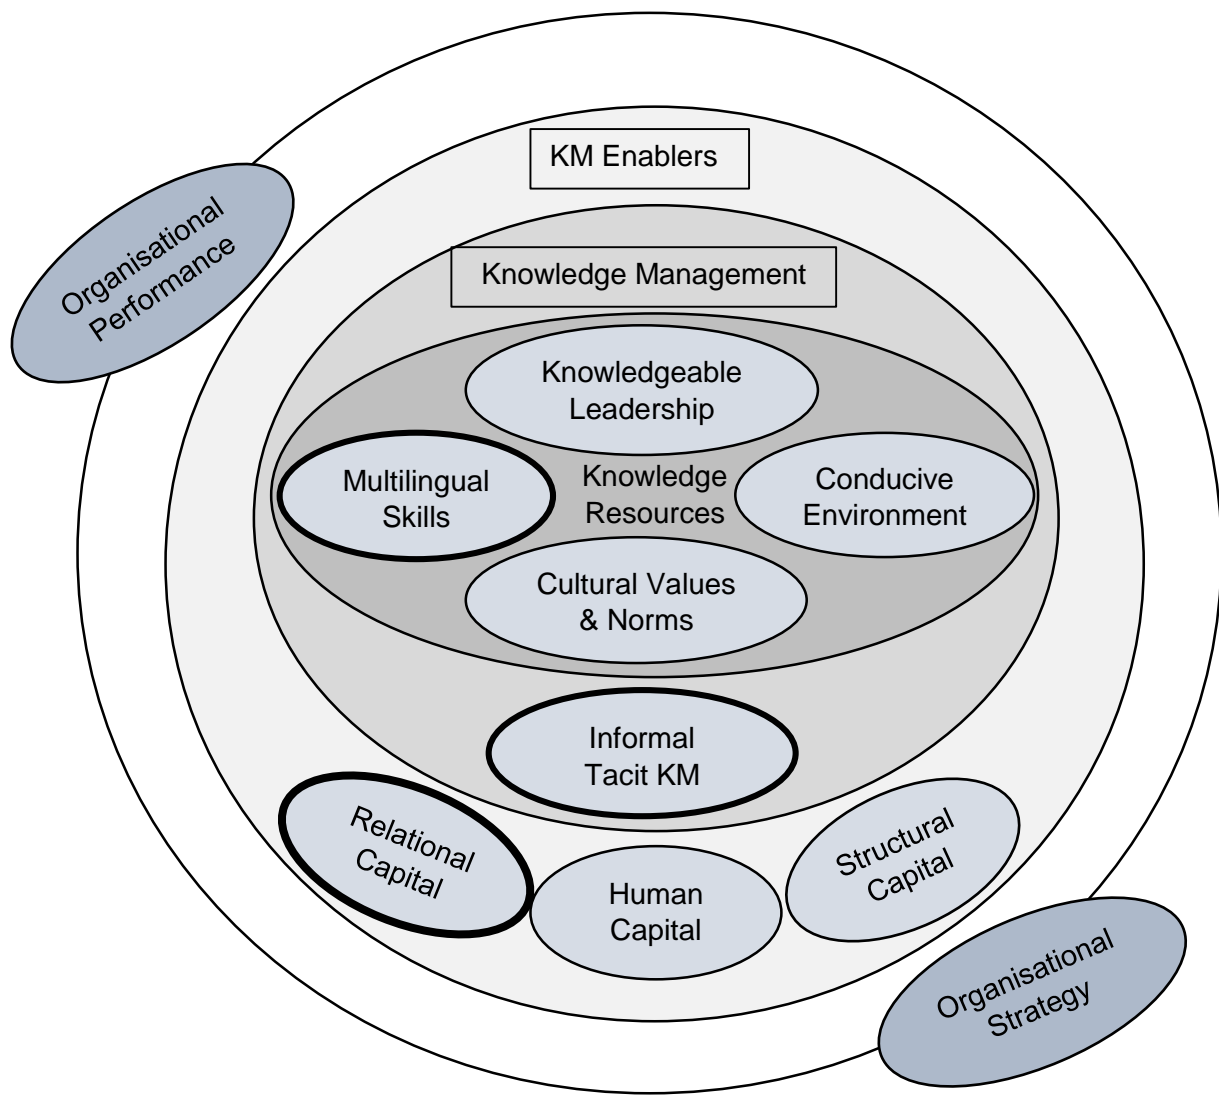 KM Enablers
Organisational
Performance
Knowledge Management
Knowledgeable
Leadership
Multilingual
Skills
Knowledge
Resources
Conducive
Environment
Cultural Values
& Norms
Informal
Tacit KM
Relational
Capital
Human
Capital
Structural
Capital
Organisational
Strategy